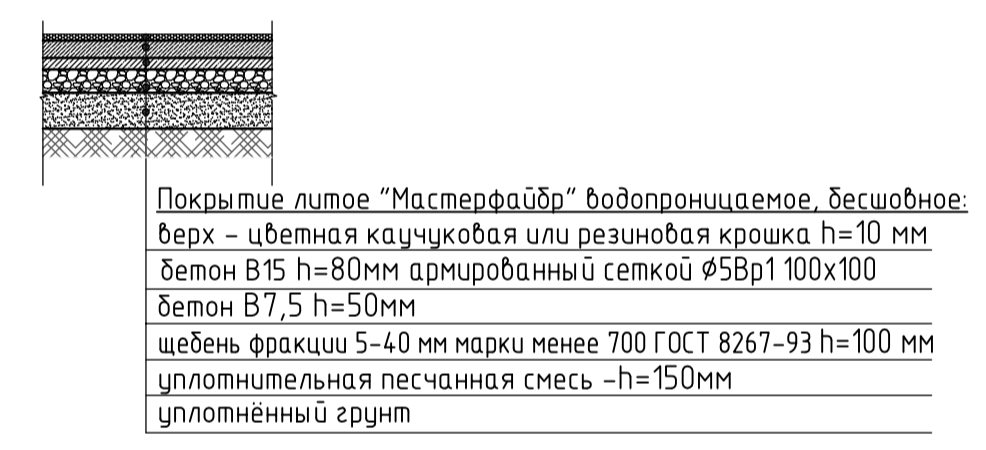 Покрытие литое "Мастерфайбр" водопроницаемое, бесшовное:
верх – цветная каучуковая или резиновая крошка h=10 мм
бетон В15 h=80мм армированный сеткой Ø5Вр1 100х100
бетон В7,5 h=50мм
щебень фракции 5-40 мм марки менее 700 ГОСТ 8267-93 h=100 мм
уплотнительная песчанная смесь -h=150мм
уплотнённый грунт